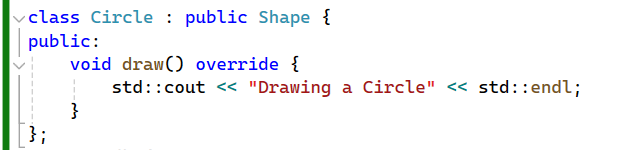 class Circle : public Shape {
public:
    void draw() override {
        std::cout << "Drawing a Circle" << std::endl;
    }
};